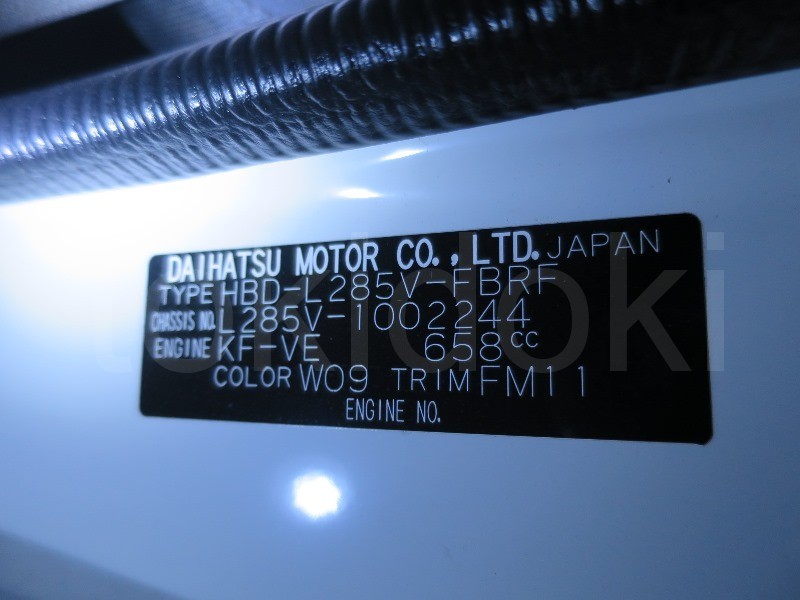 DAIHATSU MOTOR CO., LTD. JAPAN
TYPE HBD-L285V-FBRF
CHASSIS NO. L285V-1002244
ENGINE KF-VE 658cc
COLOR W09 TRIM FM11
ENGINE NO.
tokidoki